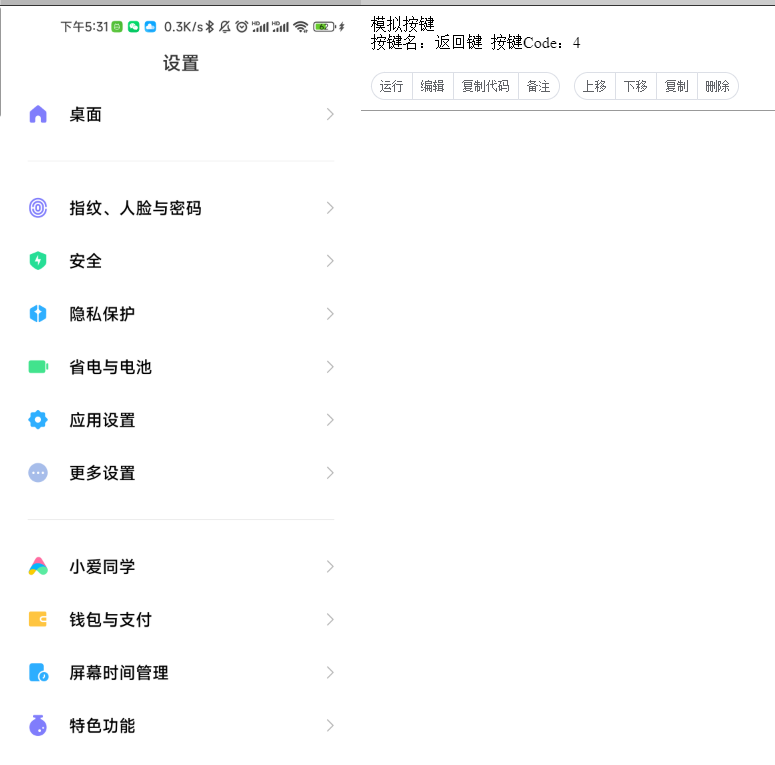 下午5:31 0.3K/s HD HD 62
设置
桌面
指纹、人脸与密码
安全
隐私保护
省电与电池
应用设置
更多设置
小爱同学
钱包与支付
屏幕时间管理
特色功能
模拟按键
按键名：返回键 按键Code：4
运行 编辑 复制代码 备注 上移 下移 复制 删除